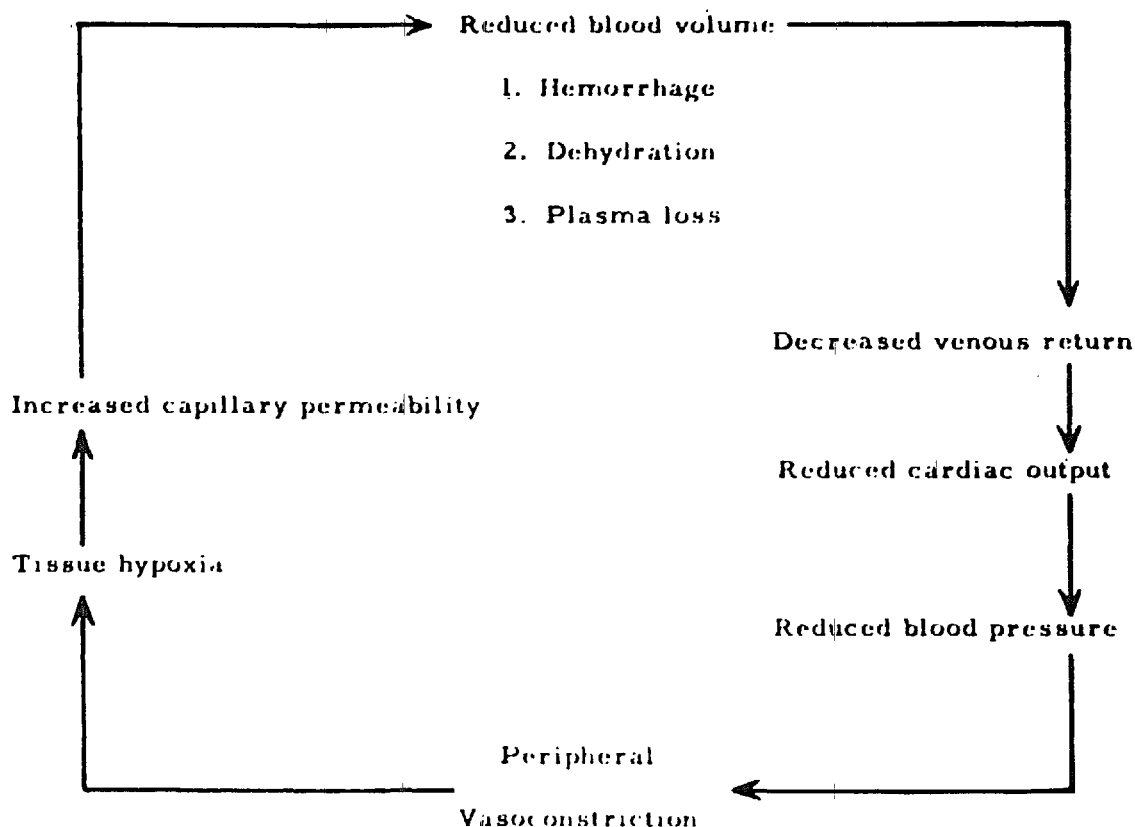 Reduced blood volume
1. Hemorrhage
2. Dehydration
3. Plasma loss
Decreased venous return
Reduced cardiac output
Reduced blood pressure
Peripheral
Vasoconstriction
Tissue hypoxia
Increased capillary permeability